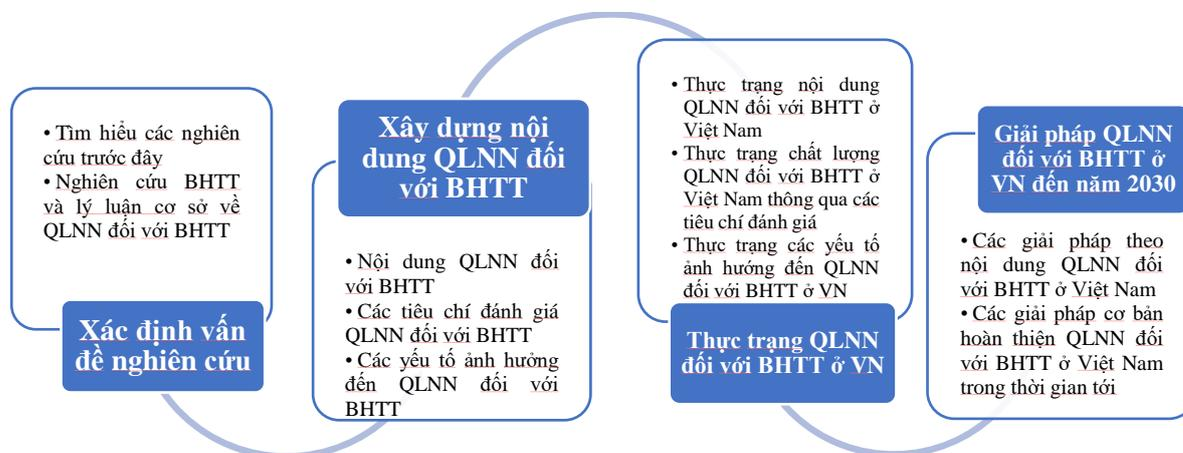 • Tìm hiểu các nghiên
cứu trước đây
• Nghiên cứu BHTT
và lý luận cơ sở về
QLNN đối với BHTT
Xác định vấn
đề nghiên cứu
Xây dựng nội
dung QLNN đối
với BHTT
• Nội dung QLNN đối
với BHTT
• Các tiêu chí đánh giá
QLNN đối với BHTT
• Các yếu tố ảnh hưởng
đến QLNN đối với
BHTT
• Thực trạng nội dung
QLNN đối với BHTT ở
Việt Nam
• Thực trạng chất lượng
QLNN đối với BHTT ở
Việt Nam thông qua các
tiêu chí đánh giá
• Thực trạng các yếu tố
ảnh hướng đến QLNN
đối với BHTT ở VN
Thực trạng QLNN
đối với BHTT ở VN
Giải pháp QLNN
đối với BHTT ở
VN đến năm 2030
• Các giải pháp theo
nội dung QLNN đối
với BHTT ở Việt Nam
• Các giải pháp cơ bản
hoàn thiện QLNN đối
với BHTT ở Việt Nam
trong thời gian tới